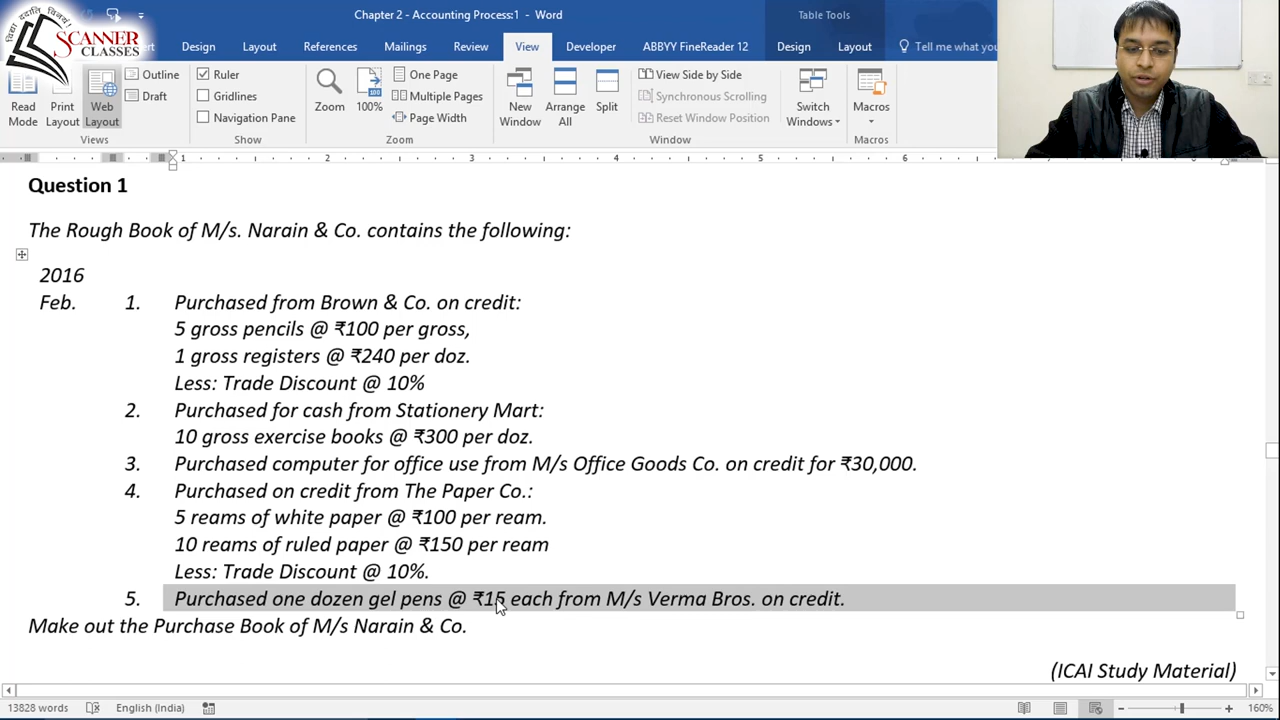 विद्या ददाति विनयं
SCANNER
CLASSES
Chapter 2 - Accounting Process:1 - Word
Table Tools
Design Layout References Mailings Review View Developer ABBYY FineReader 12 Design Layout Tell me what you
Read Mode
Print Layout
Web Layout
Outline
Draft
Views
Ruler
Gridlines
Navigation Pane
Show
Zoom
100%
One Page
Multiple Pages
Page Width
Zoom
New Window
Arrange All
Split
View Side by Side
Synchronous Scrolling
Reset Window Position
Window
Switch Windows
Macros
Macros
1 2 3 4 5 6 7
Question 1
The Rough Book of M/s. Narain & Co. contains the following:
2016
Feb. 1. Purchased from Brown & Co. on credit:
5 gross pencils @ ₹100 per gross,
1 gross registers @ ₹240 per doz.
Less: Trade Discount @ 10%
2. Purchased for cash from Stationery Mart:
10 gross exercise books @ ₹300 per doz.
3. Purchased computer for office use from M/s Office Goods Co. on credit for ₹30,000.
4. Purchased on credit from The Paper Co.:
5 reams of white paper @ ₹100 per ream.
10 reams of ruled paper @ ₹150 per ream
Less: Trade Discount @ 10%.
5. Purchased one dozen gel pens @ ₹15 each from M/s Verma Bros. on credit.
Make out the Purchase Book of M/s Narain & Co.
(ICAI Study Material)
13828 words English (India) 160%